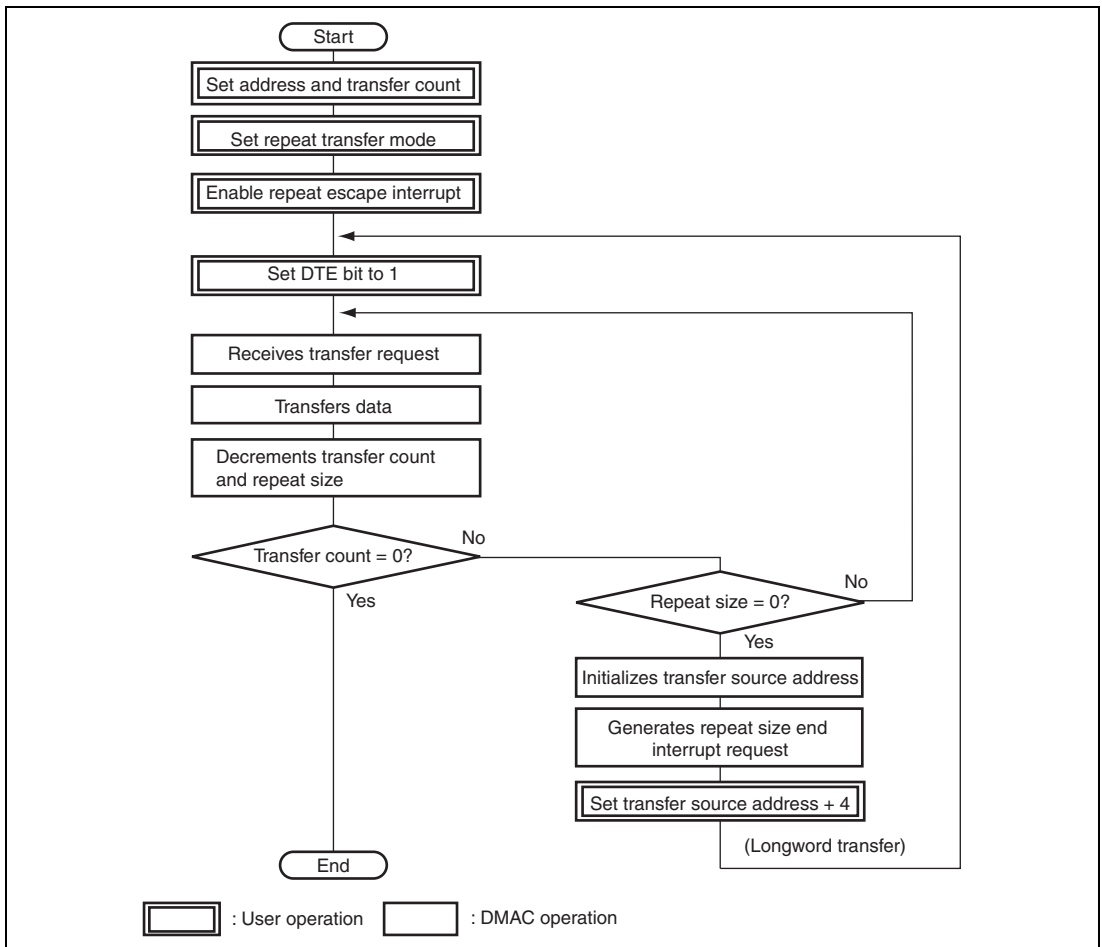 Start
Set address and transfer count
Set repeat transfer mode
Enable repeat escape interrupt
Set DTE bit to 1
Receives transfer request
Transfers data
Decrements transfer count
and repeat size
Transfer count = 0?
No
Yes
Repeat size = 0?
No
Yes
Initializes transfer source address
Generates repeat size end
interrupt request
Set transfer source address + 4
(Longword transfer)
End
: User operation
: DMAC operation